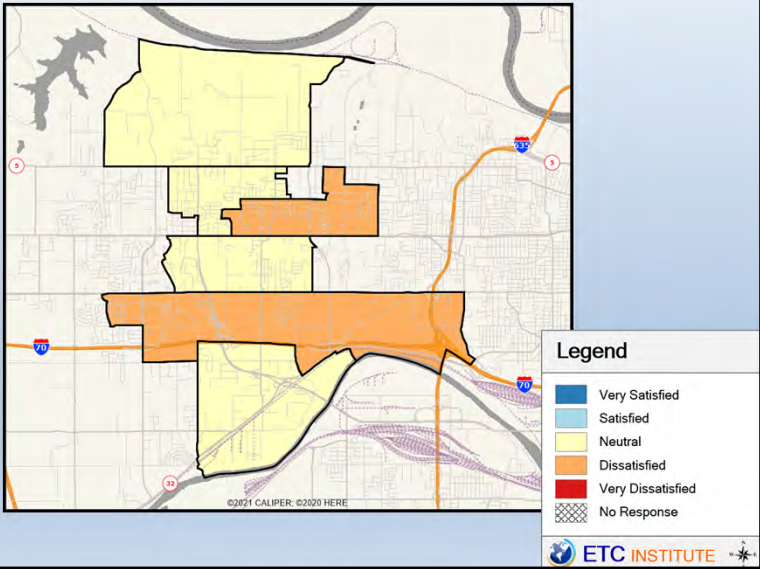 5
635
5
70
70
32
©2021 CALIPER; ©2020 HERE
Legend
Very Satisfied
Satisfied
Neutral
Dissatisfied
Very Dissatisfied
No Response
N
ETC INSTITUTE